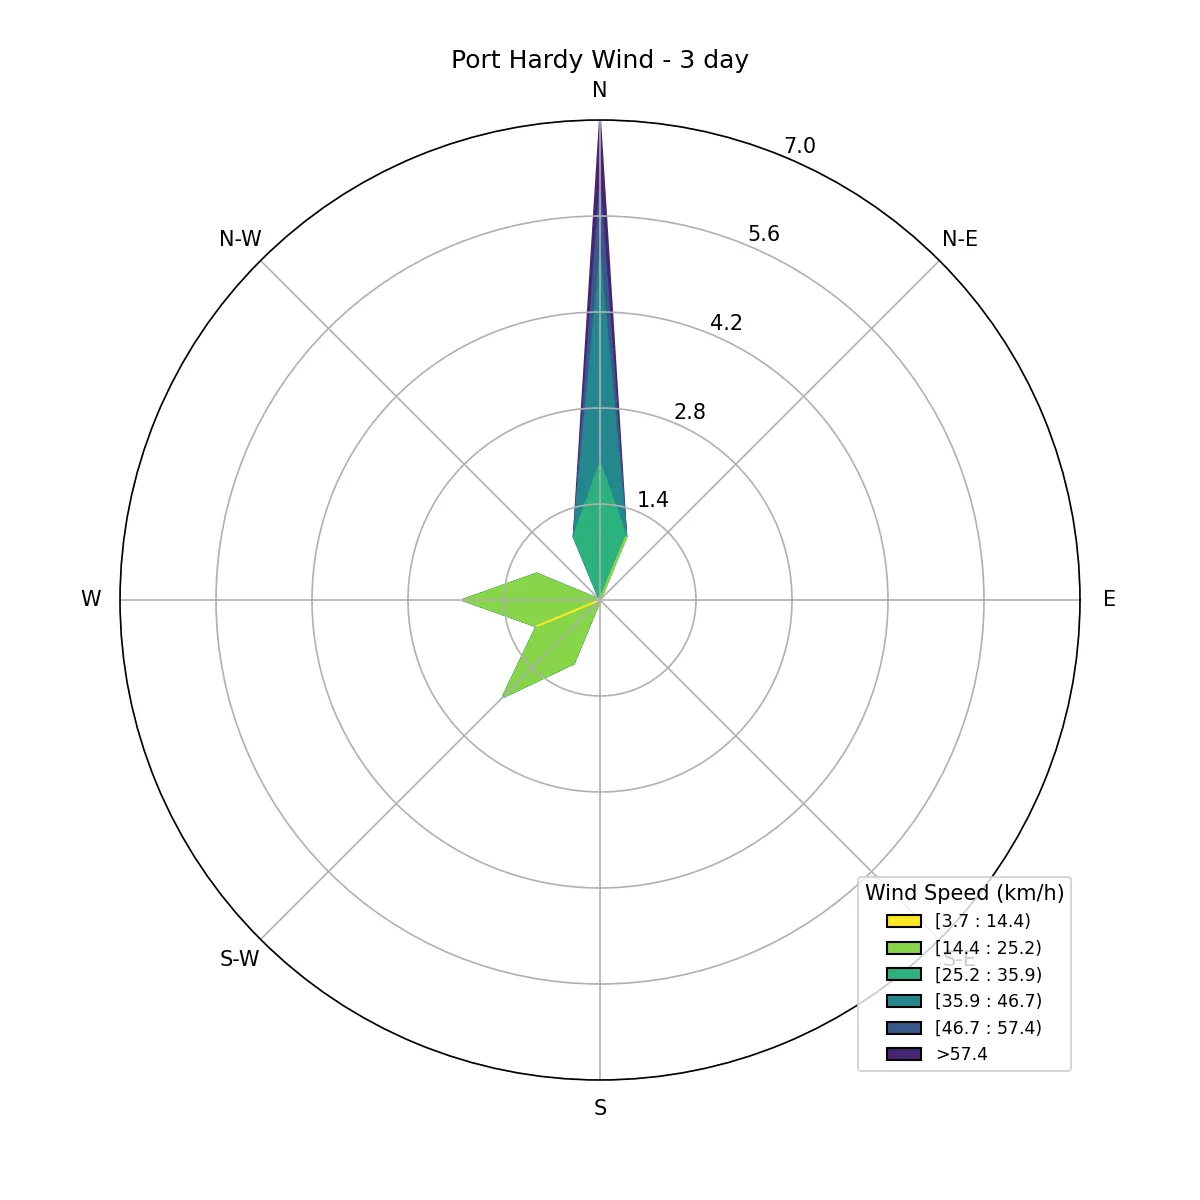 Port Hardy Wind - 3 day
N
7.0
N-W
5.6
N-E
4.2
2.8
1.4
W
E
Wind Speed (km/h)
[3.7 : 14.4)
[14.4 : 25.2)
S-W
S-E
[25.2 : 35.9)
[35.9 : 46.7)
[46.7 : 57.4)
>57.4
S